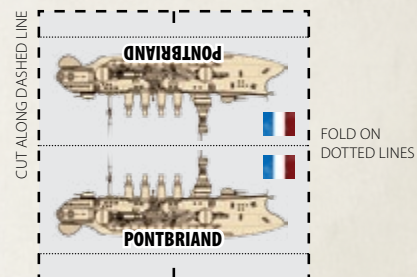 CUT ALONG DASHED LINE
PONTBRIAND
FOLD ON
DOTTED LINES
PONTBRIAND